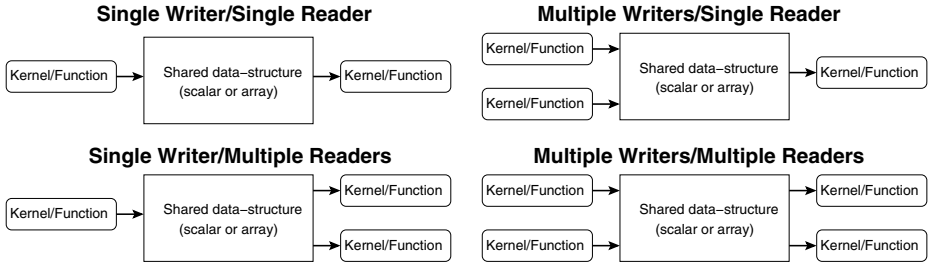 Single Writer/Single Reader
Kernel/Function
Shared data−structure
(scalar or array)
Kernel/Function
Multiple Writers/Single Reader
Kernel/Function
Kernel/Function
Shared data−structure
(scalar or array)
Kernel/Function
Single Writer/Multiple Readers
Kernel/Function
Shared data−structure
(scalar or array)
Kernel/Function
Kernel/Function
Multiple Writers/Multiple Readers
Kernel/Function
Kernel/Function
Shared data−structure
(scalar or array)
Kernel/Function
Kernel/Function